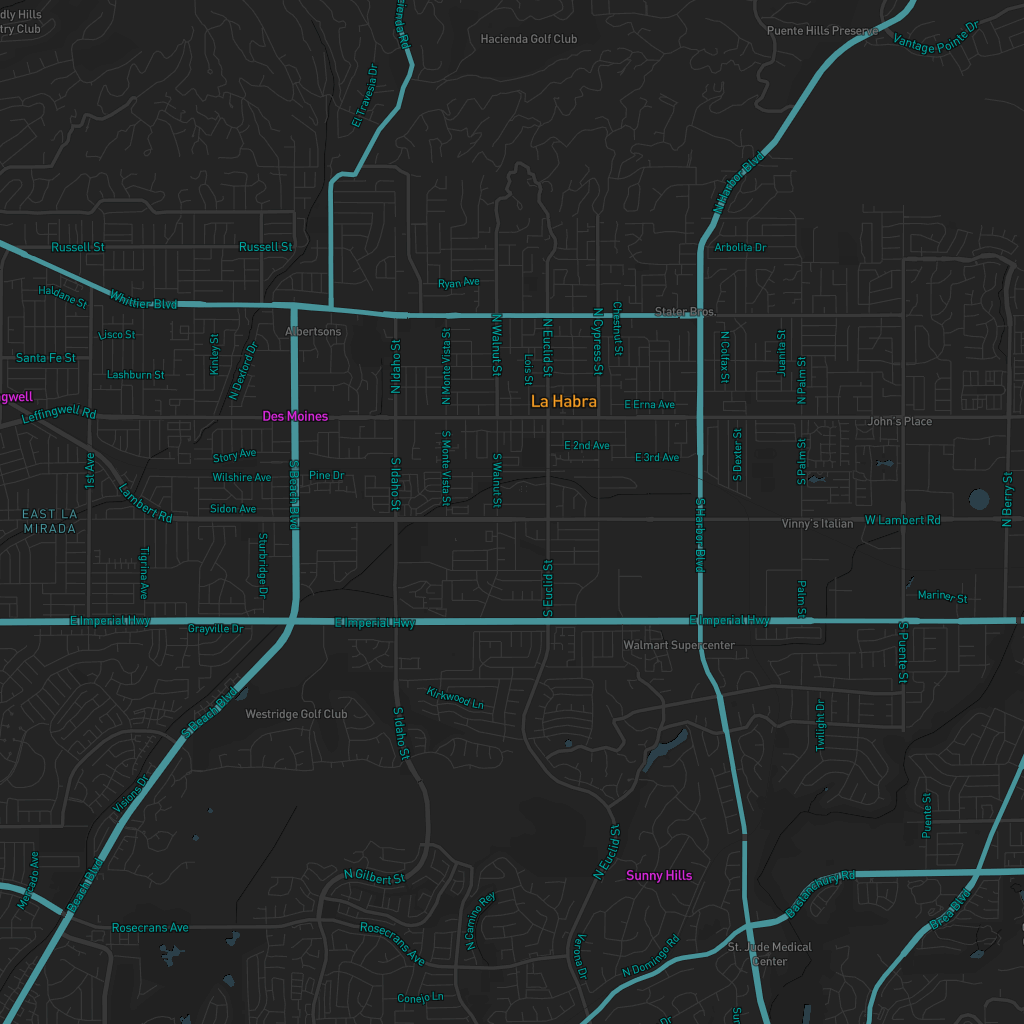 Hacienda Golf Club
Puente Hills Preserve
Vantage Pointe Dr
El Travesia Dr
N Harbor Blvd
Russell St
Russell St
Arbolita Dr
Haldane St
Whittier Blvd
Ryan Ave
Stater Bros.
Albertsons
Chestnut St
Lisco St
Kinley St
N Dexford Dr
N Idaho St
N Monte Vista St
N Walnut St
Lois St
N Euclid St
N Cypress St
N Colfax St
Juanita St
N Palm St
Santa Fe St
Lashburn St
Leffingwell Rd
Des Moines
La Habra
E Erna Ave
John's Place
E 2nd Ave
E 3rd Ave
S Dexter St
S Palm St
Story Ave
Wilshire Ave
Pine Dr
1st Ave
S Idaho St
S Monte Vista St
S Walnut St
S Beach Blvd
Lambert Rd
Sidon Ave
EAST LA
MIRADA
S Harbor Blvd
Vinny's Italian
W Lambert Rd
N Berry St
Tigrina Ave
Sturbridge Dr
S Euclid St
Palm St
Mariner St
E Imperial Hwy
Grayville Dr
E Imperial Hwy
E Imperial Hwy
Walmart Supercenter
S Puente St
S Beach Blvd
Westridge Golf Club
Kirkwood Ln
S Idaho St
Twilight Dr
Visions Dr
Puente St
N Euclid St
Mercado Ave
Beach Blvd
N Gilbert St
Sunny Hills
Bastanchury Rd
Brea Blvd
Rosecrans Ave
Rosecrans Ave
N Camino Rey
Verona Dr
N Domingo Rd
St. Jude Medical
Center
Conejo Ln